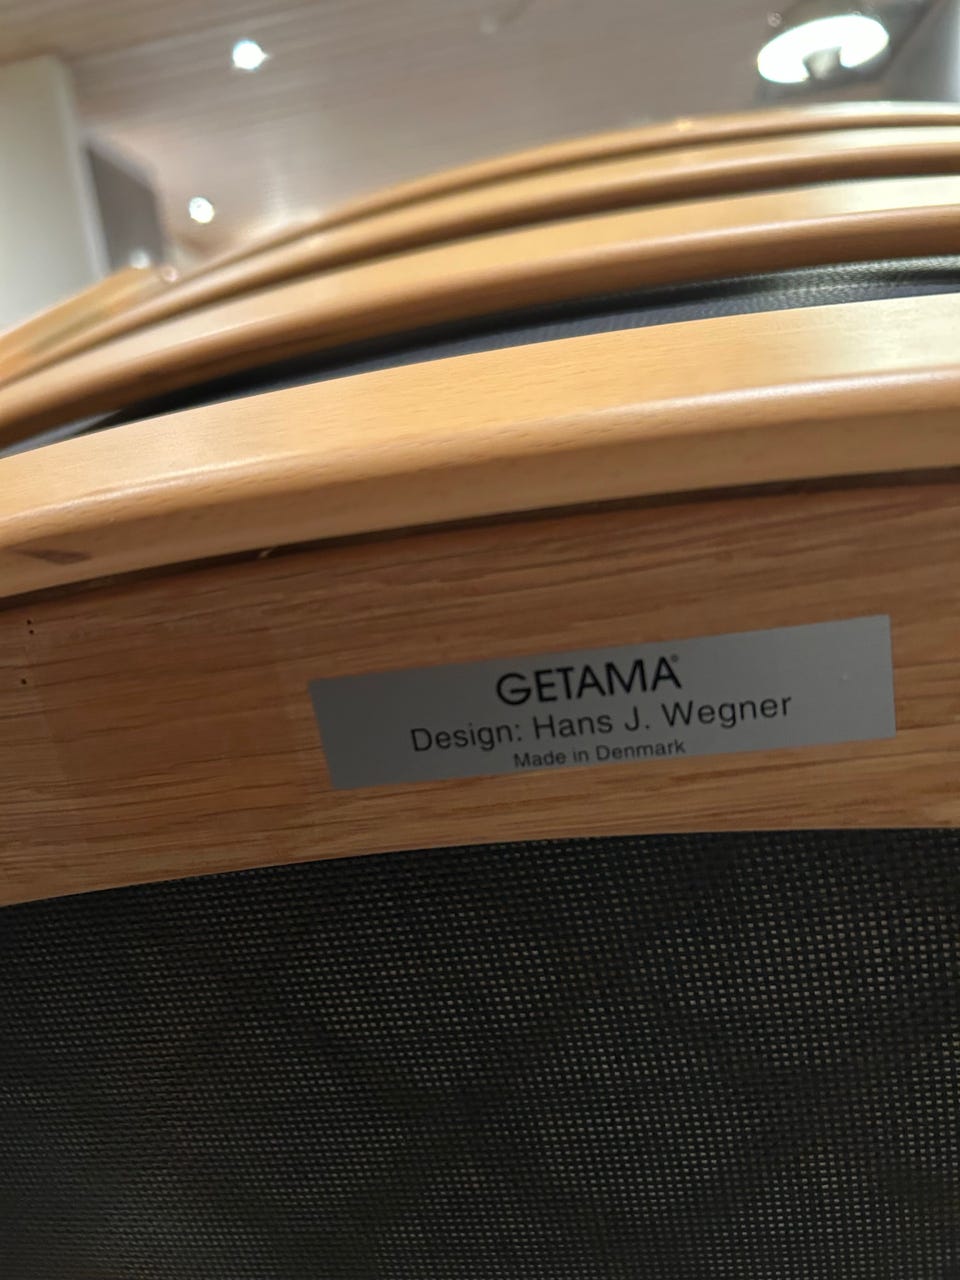 GETAMA®
Design: Hans J. Wegner
Made in Denmark